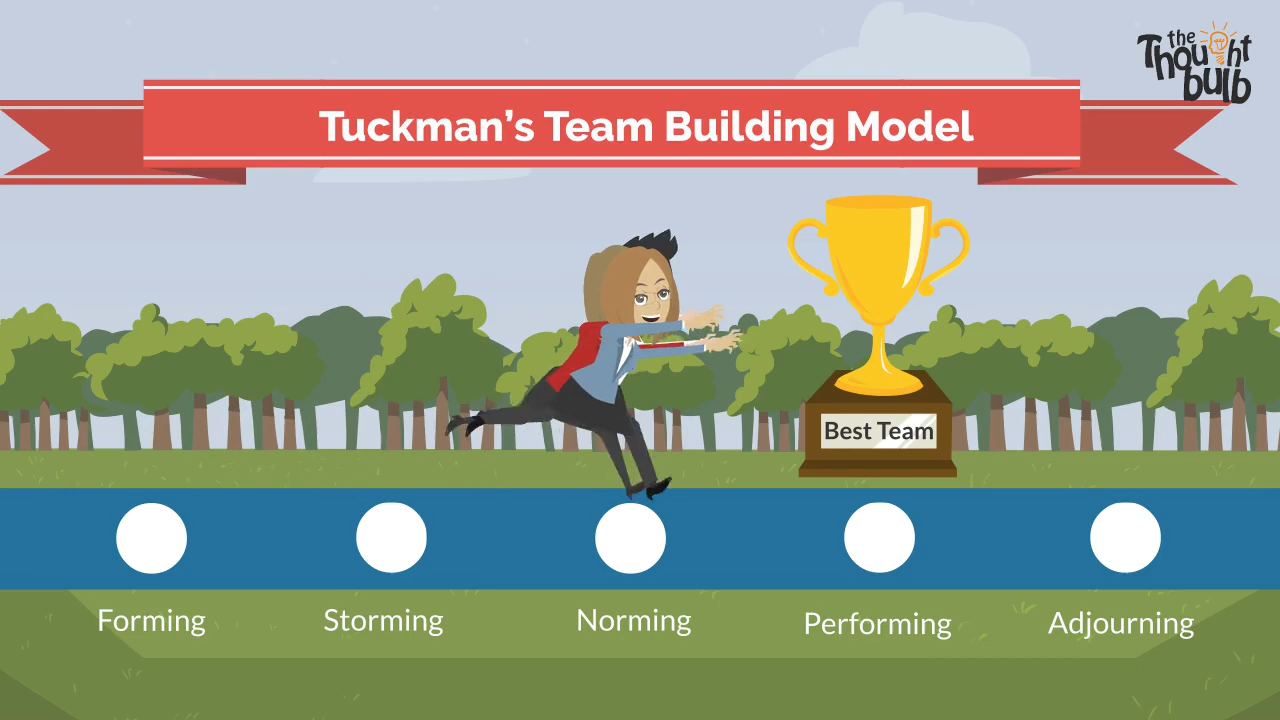 the
Thought
bulb
Tuckman's Team Building Model
Best Team
Forming
Storming
Norming
Performing
Adjourning